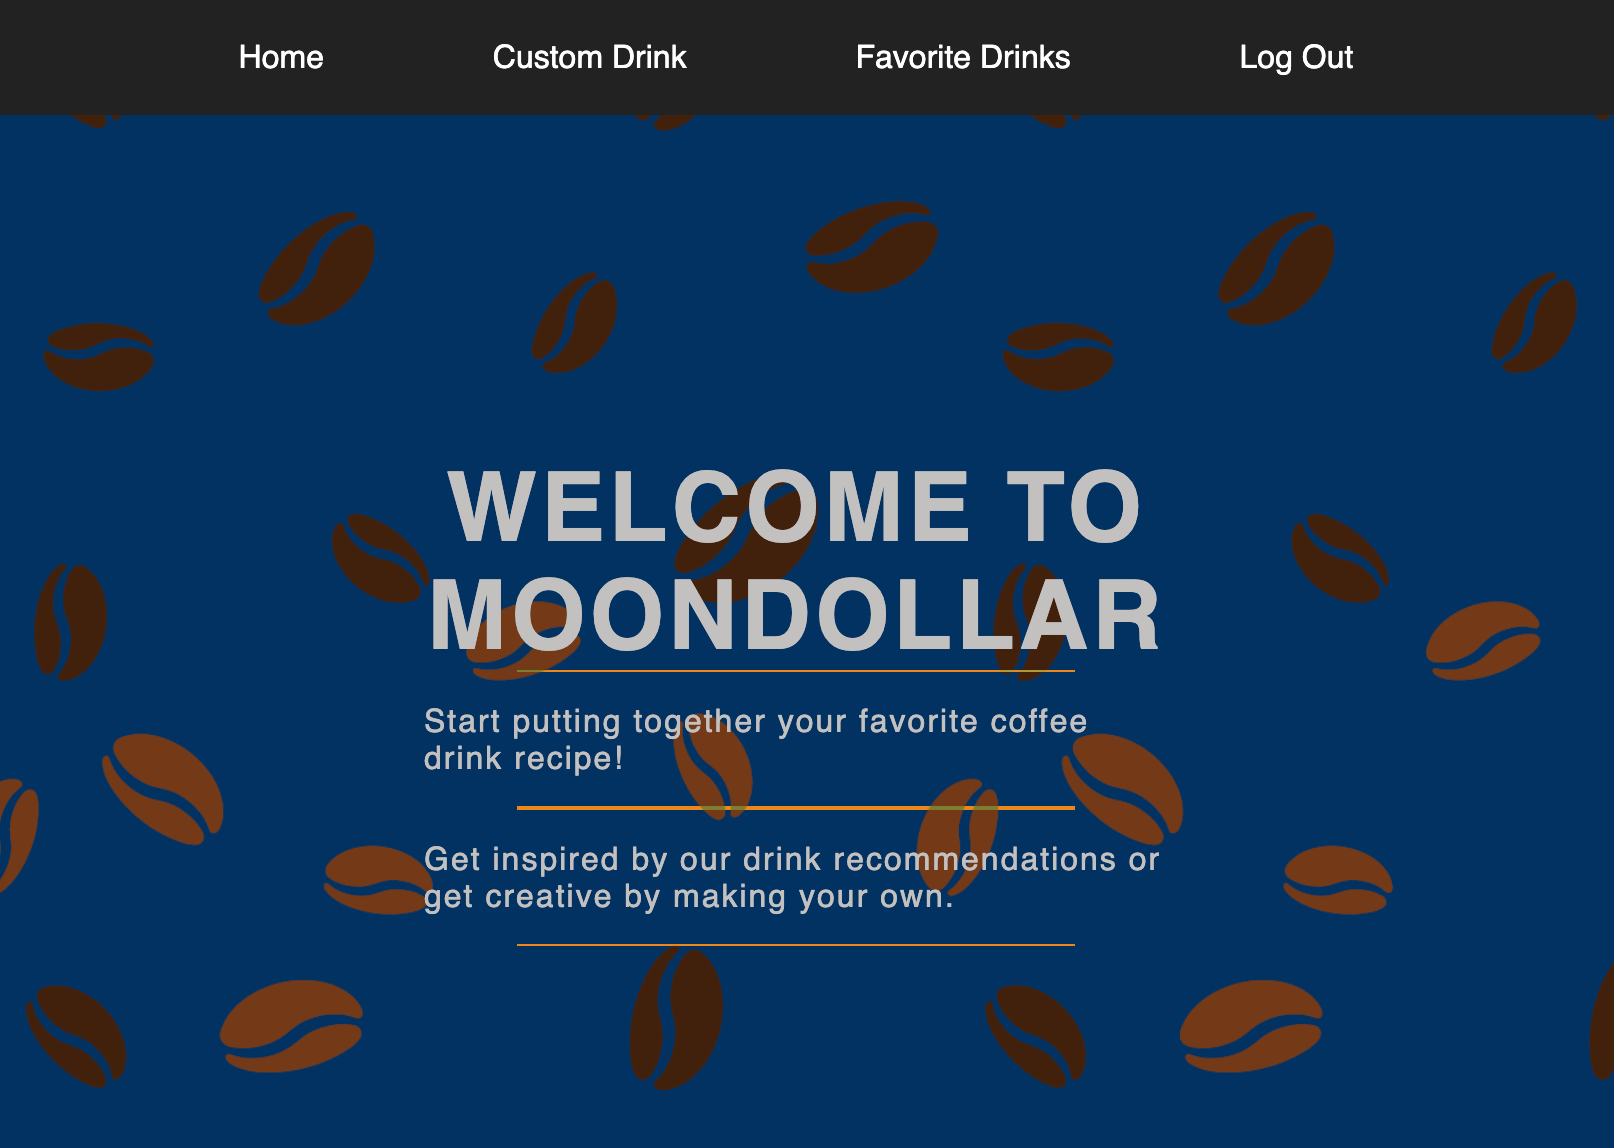 Home Custom Drink Favorite Drinks Log Out
WELCOME TO
MOONDOLLAR
Start putting together your favorite coffee
drink recipe!
Get inspired by our drink recommendations or
get creative by making your own.